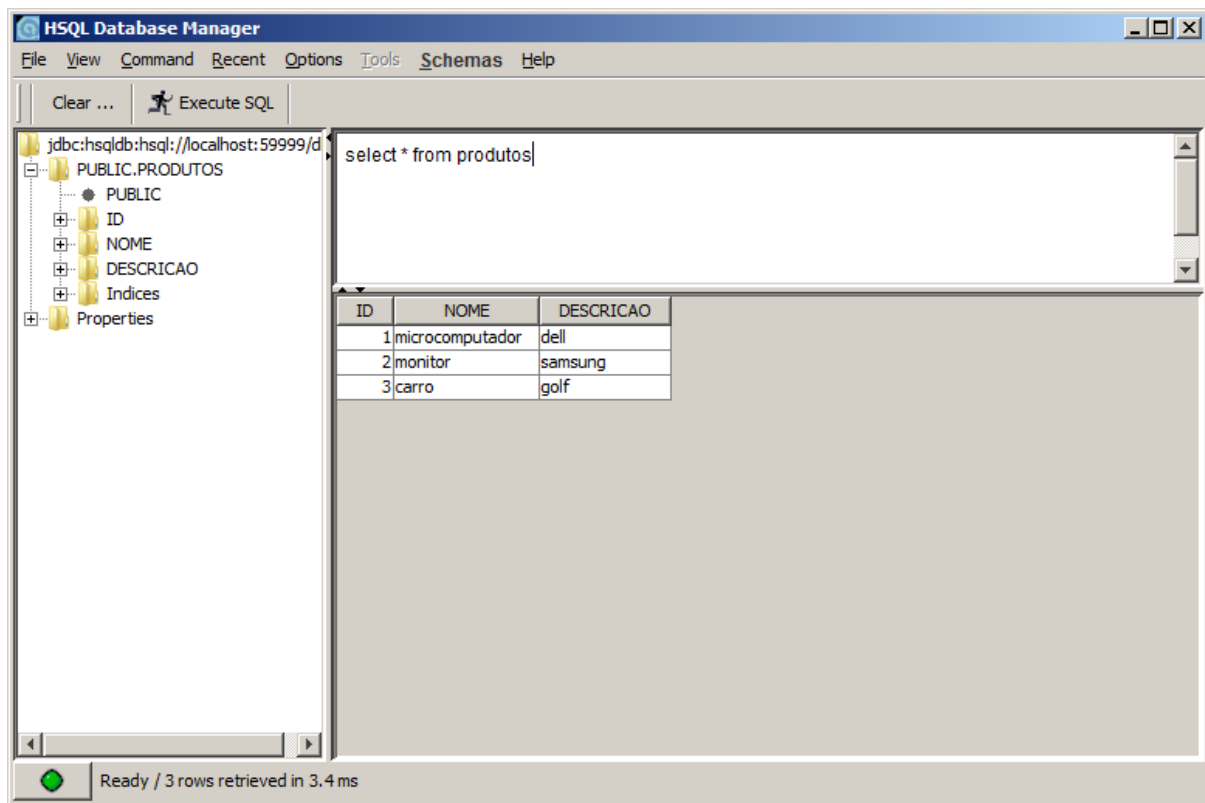 HSQL Database Manager
File View Command Recent Options Tools Schemas Help
Clear ... Execute SQL
jdbc:hsqldb:hsql://localhost:59999/d
PUBLIC.PRODUTOS
PUBLIC
ID
NOME
DESCRICAO
Indices
Properties
select * from produtos
ID NOME DESCRICAO
1 microcomputador dell
2 monitor samsung
3 carro golf
Ready / 3 rows retrieved in 3.4 ms